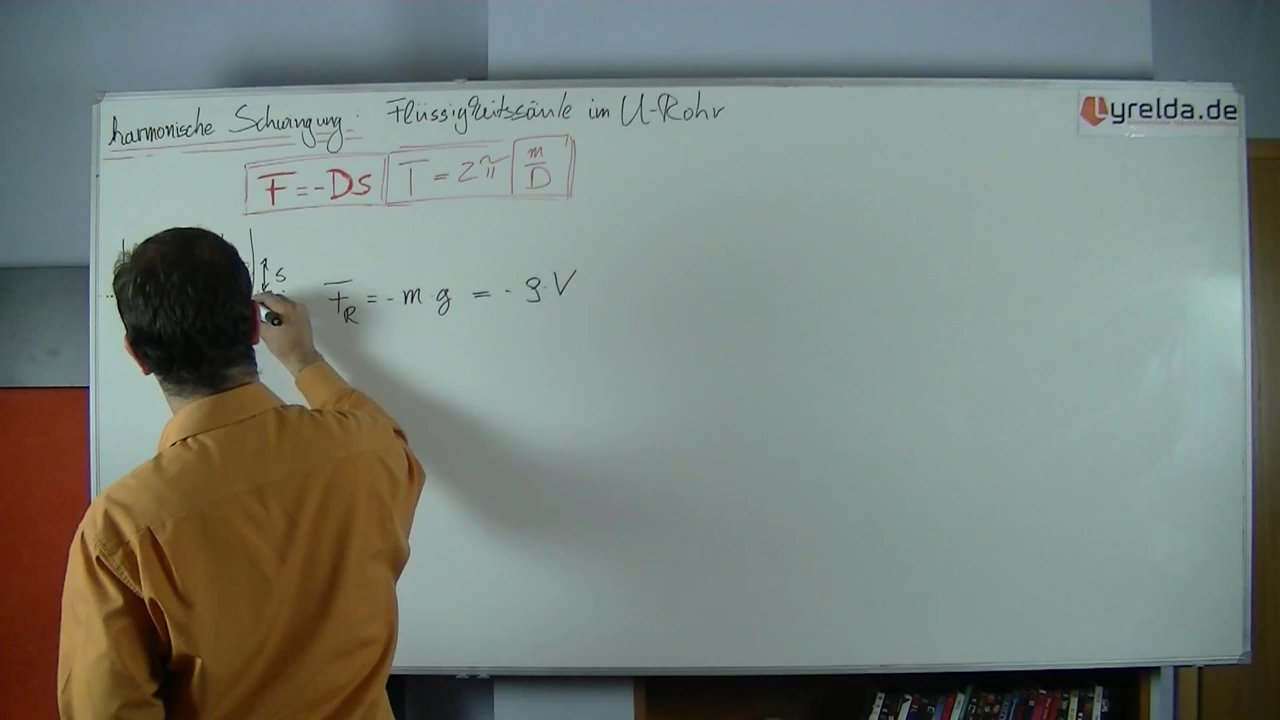 harmonische Schwingung: Flüssigkeitssäule im U-Rohr
Lyrelda.de
F = -Ds T = 2π m/D
s
F_R = - m · g = - ρ · V